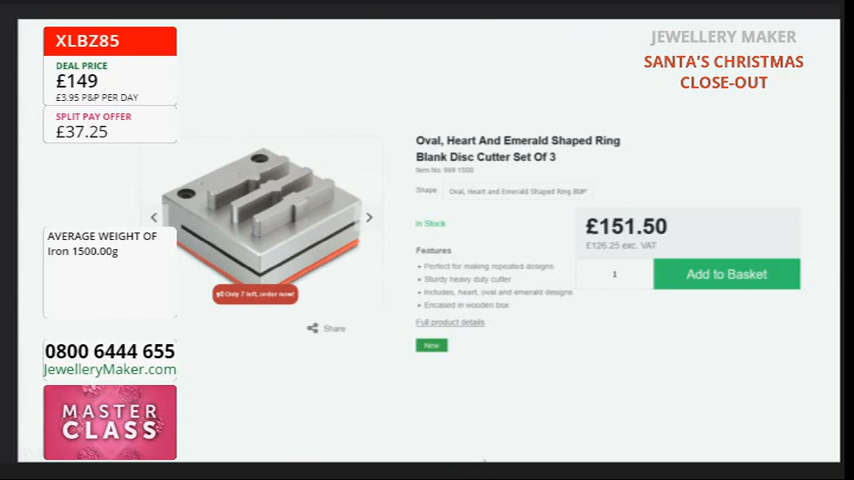 XLBZ85
DEAL PRICE
£149
£3.95 P&P PER DAY
SPLIT PAY OFFER
£37.25
AVERAGE WEIGHT OF
Iron 1500.00g
0800 6444 655
JewelleryMaker.com
MASTER
CLASS
JEWELLERY MAKER
SANTA'S CHRISTMAS
CLOSE-OUT
Oval, Heart And Emerald Shaped Ring
Blank Disc Cutter Set Of 3
Item No: 999 1508
Shape
Oval, Heart and Emerald Shaped Ring
In Stock
£151.50
£126.25 exc. VAT
1
Add to Basket
Features
Perfect for making repeated designs
Sturdy heavy duty cutter
Includes, heart, oval and emerald designs
Encased in wooden box
Full product details
New
Only 7 left, order now!
Share